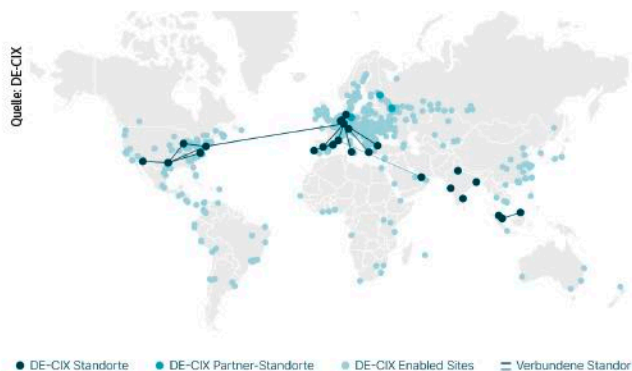 Quelle: DE-CIX
DE-CIX Standorte
DE-CIX Partner-Standorte
DE-CIX Enabled Sites
Verbundene Standor